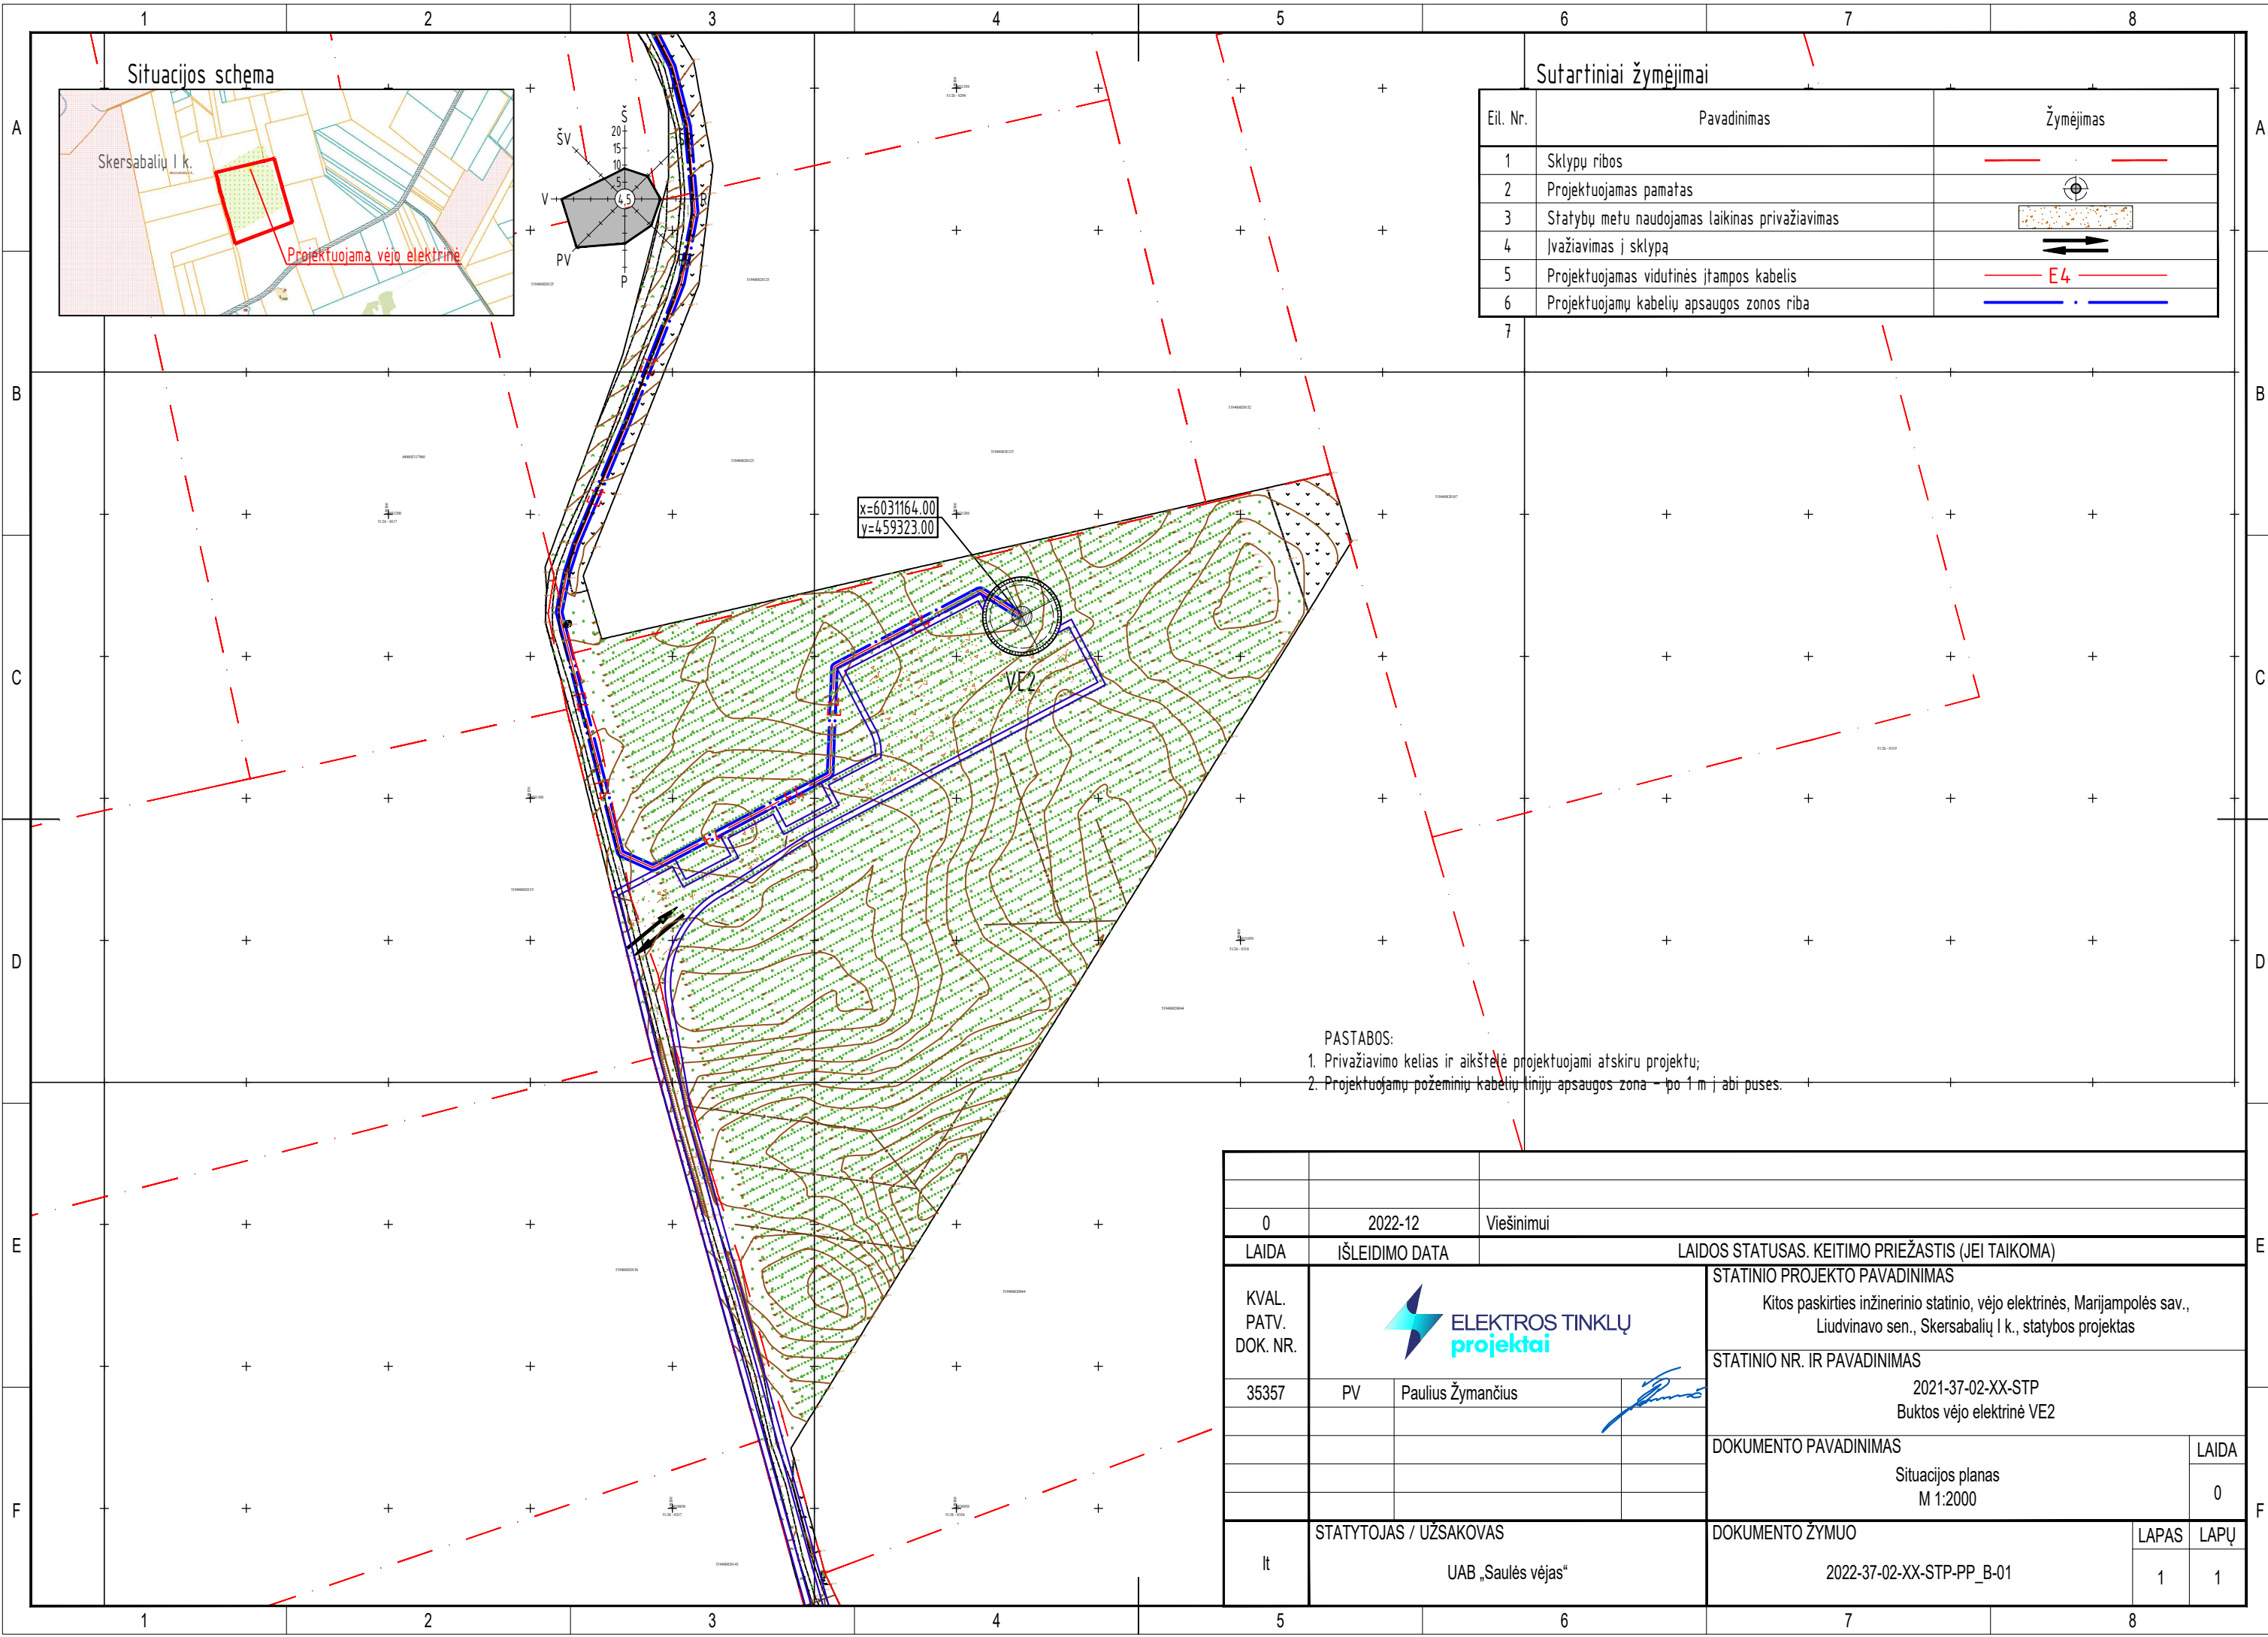 1 2 3 4 5 6 7 8
A
B
C
D
E
F
Situacijos schema
Skersabalių I k.
Projektuojama vėjo elektrinė
Š
20
15
10
5
ŠV
V
4,5
R
PV
P
Sutartiniai žymėjimai
Eil. Nr. Pavadinimas Žymėjimas
1 Sklypų ribos
2 Projektuojamas pamatas
3 Statybų metu naudojamas laikinas privažiavimas
4 Įvažiavimas į sklypą
5 Projektuojamas vidutinės įtampos kabelis E4
6 Projektuojamų kabelių apsaugos zonos riba
7
x=6031164.00
y=459323.00
VE2
PASTABOS:
1. Privažiavimo kelias ir aikštelė projektuojami atskiru projektu;
2. Projektuojamų požeminių kabelių linijų apsaugos zona - po 1 m į abi puses.
0 2022-12 Viešinimui
LAIDA IŠLEIDIMO DATA LAIDOS STATUSAS. KEITIMO PRIEŽASTIS (JEI TAIKOMA)
KVAL.
PATV.
DOK. NR.
ELEKTROS TINKLŲ
projektai
STATINIO PROJEKTO PAVADINIMAS
Kitos paskirties inžinerinio statinio, vėjo elektrinės, Marijampolės sav.,
Liudvinavo sen., Skersabalių I k., statybos projektas
STATINIO NR. IR PAVADINIMAS
2021-37-02-XX-STP
Buktos vėjo elektrinė VE2
35357 PV Paulius Žymančius
DOKUMENTO PAVADINIMAS LAIDA
Situacijos planas
M 1:2000
0
lt
STATYTOJAS / UŽSAKOVAS
UAB „Saulės vėjas“
DOKUMENTO ŽYMUO LAPAS LAPŲ
2022-37-02-XX-STP-PP_B-01 1 1
A
B
C
D
E
F
1 2 3 4 5 6 7 8